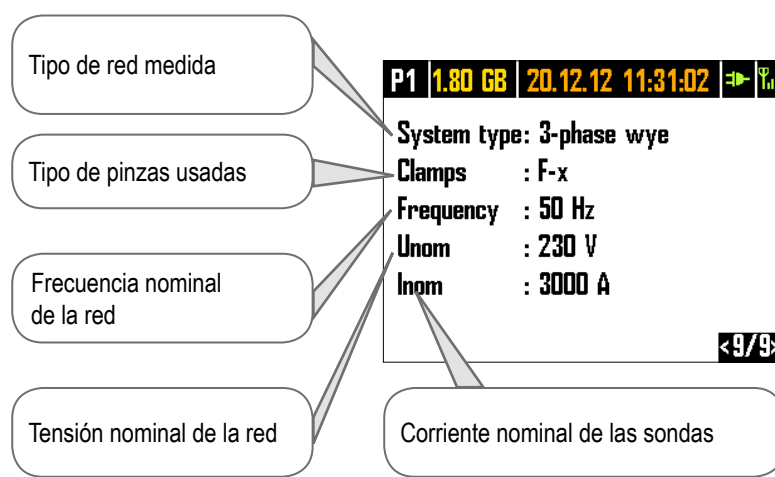 Tipo de red medida
P1 1.80 GB 20.12.12 11:31:02
System type: 3-phase wye
Tipo de pinzas usadas
Clamps : F-x
Frequency : 50 Hz
Unom : 230 V
Frecuencia nominal
de la red
Inom : 3000 A
<9/9>
Tensión nominal de la red
Corriente nominal de las sondas